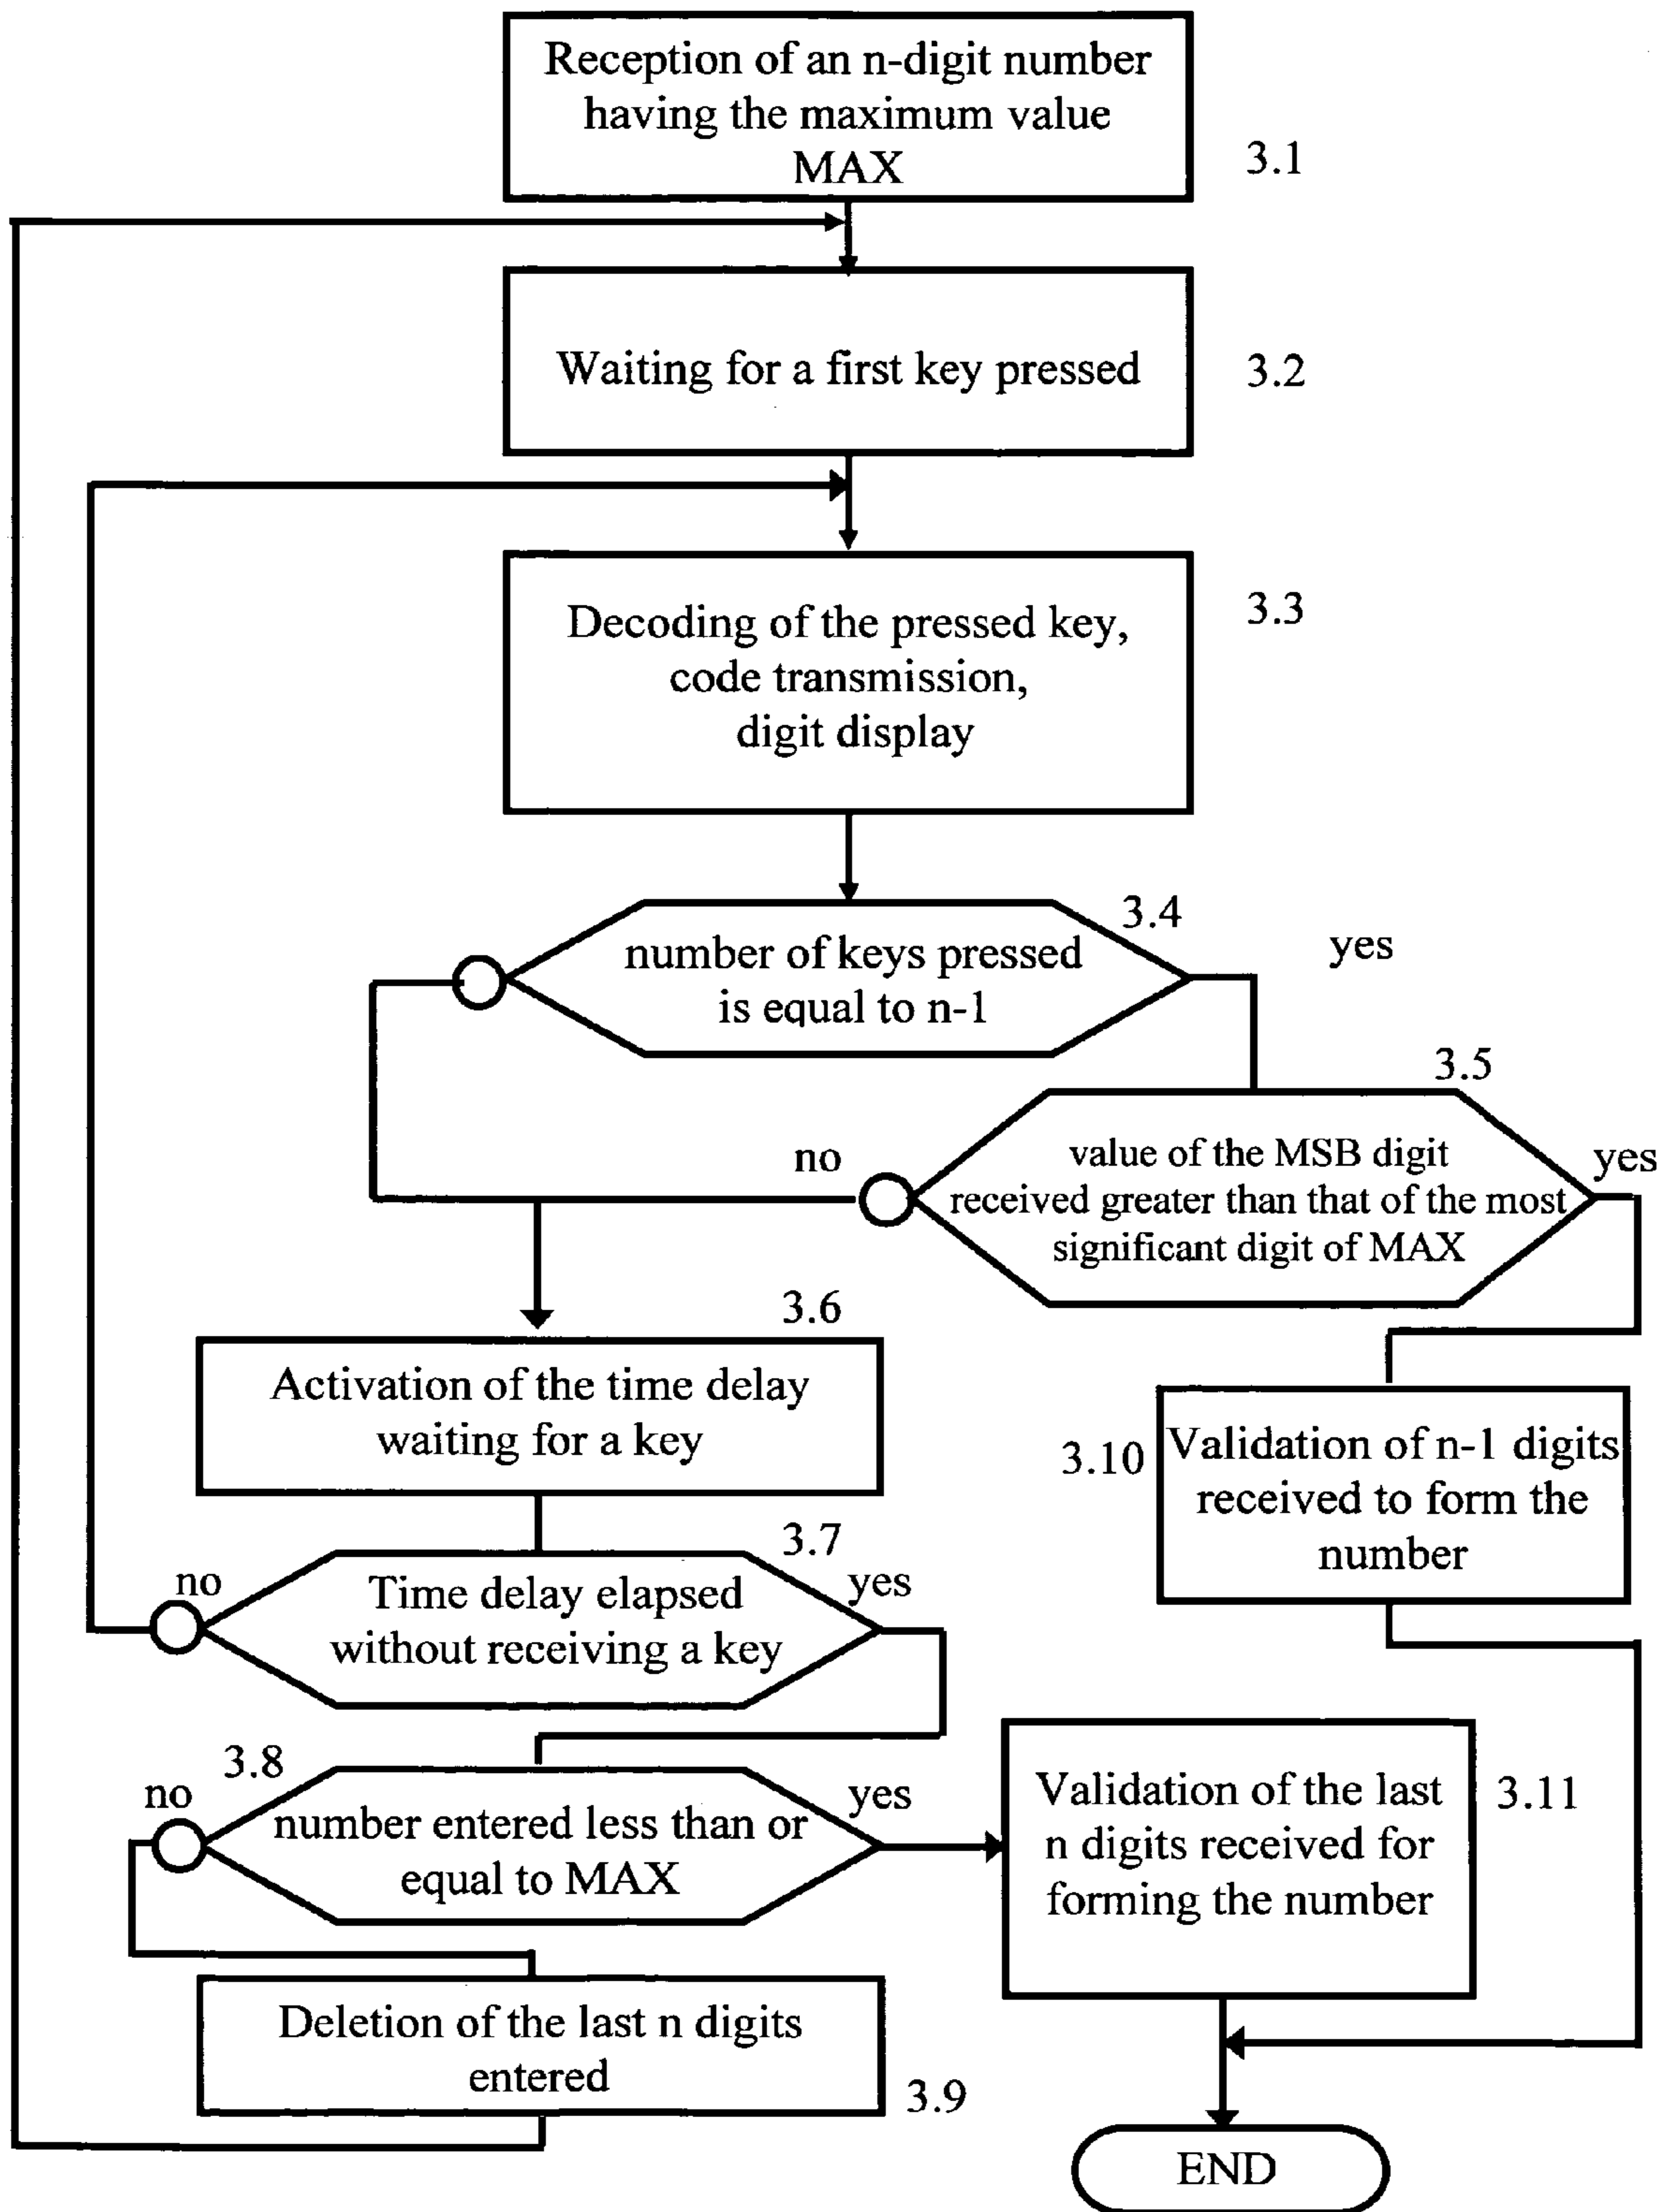 Reception of an n-digit number
having the maximum value
MAX
3.1
Waiting for a first key pressed
3.2
3.3
Decoding of the pressed key,
code transmission,
digit display
3.4
number of keys pressed
is equal to n-1
yes
3.5
no
value of the MSB digit
received greater than that of the most
significant digit of MAX
yes
3.6
Activation of the time delay
waiting for a key
3.10
Validation of n-1 digits
received to form the
number
3.7
no
Time delay elapsed
without receiving a key
yes
3.8
no
number entered less than or
equal to MAX
yes
Validation of the last
n digits received for
forming the number
3.11
Deletion of the last n digits
entered
3.9
END